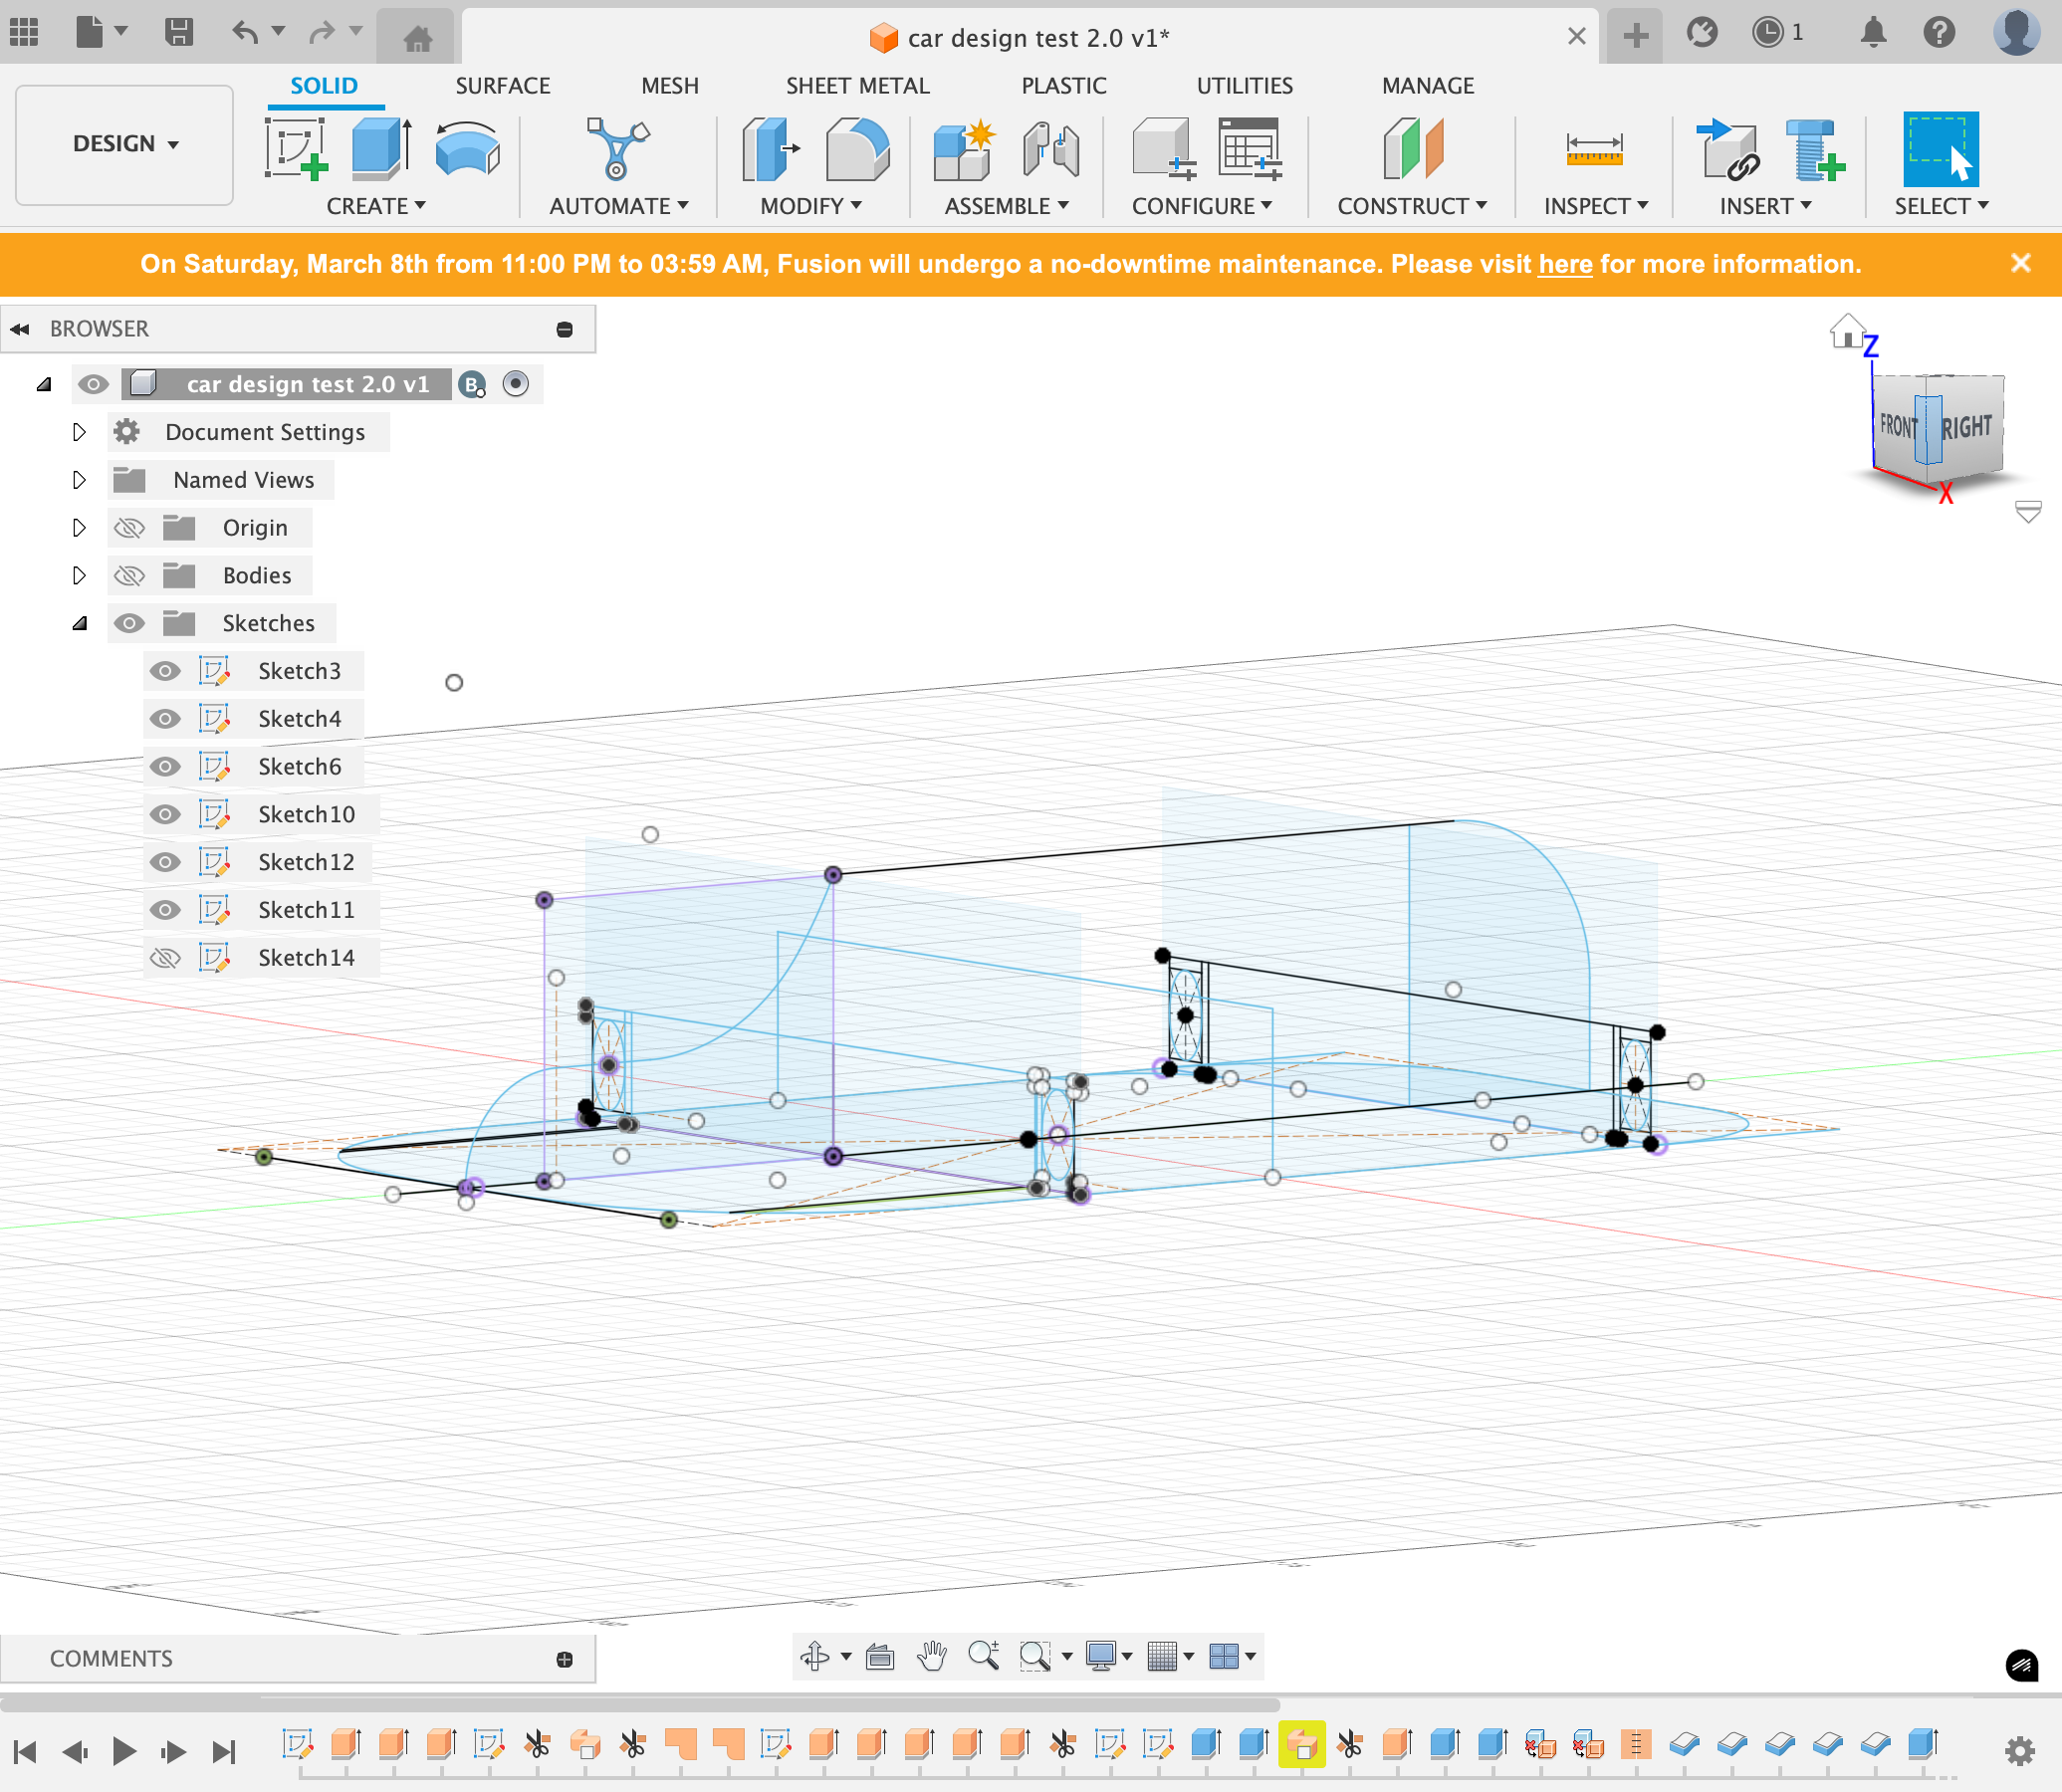 car design test 2.0 v1*
1
SOLID SURFACE MESH SHEET METAL PLASTIC UTILITIES MANAGE
DESIGN
CREATE AUTOMATE MODIFY ASSEMBLE CONFIGURE CONSTRUCT INSPECT INSERT SELECT
On Saturday, March 8th from 11:00 PM to 03:59 AM, Fusion will undergo a no-downtime maintenance. Please visit here for more information.
BROWSER
car design test 2.0 v1
B
Document Settings
Named Views
Origin
Bodies
Sketches
Sketch3
Sketch4
Sketch6
Sketch10
Sketch12
Sketch11
Sketch14
Z
FRONT RIGHT
X
COMMENTS